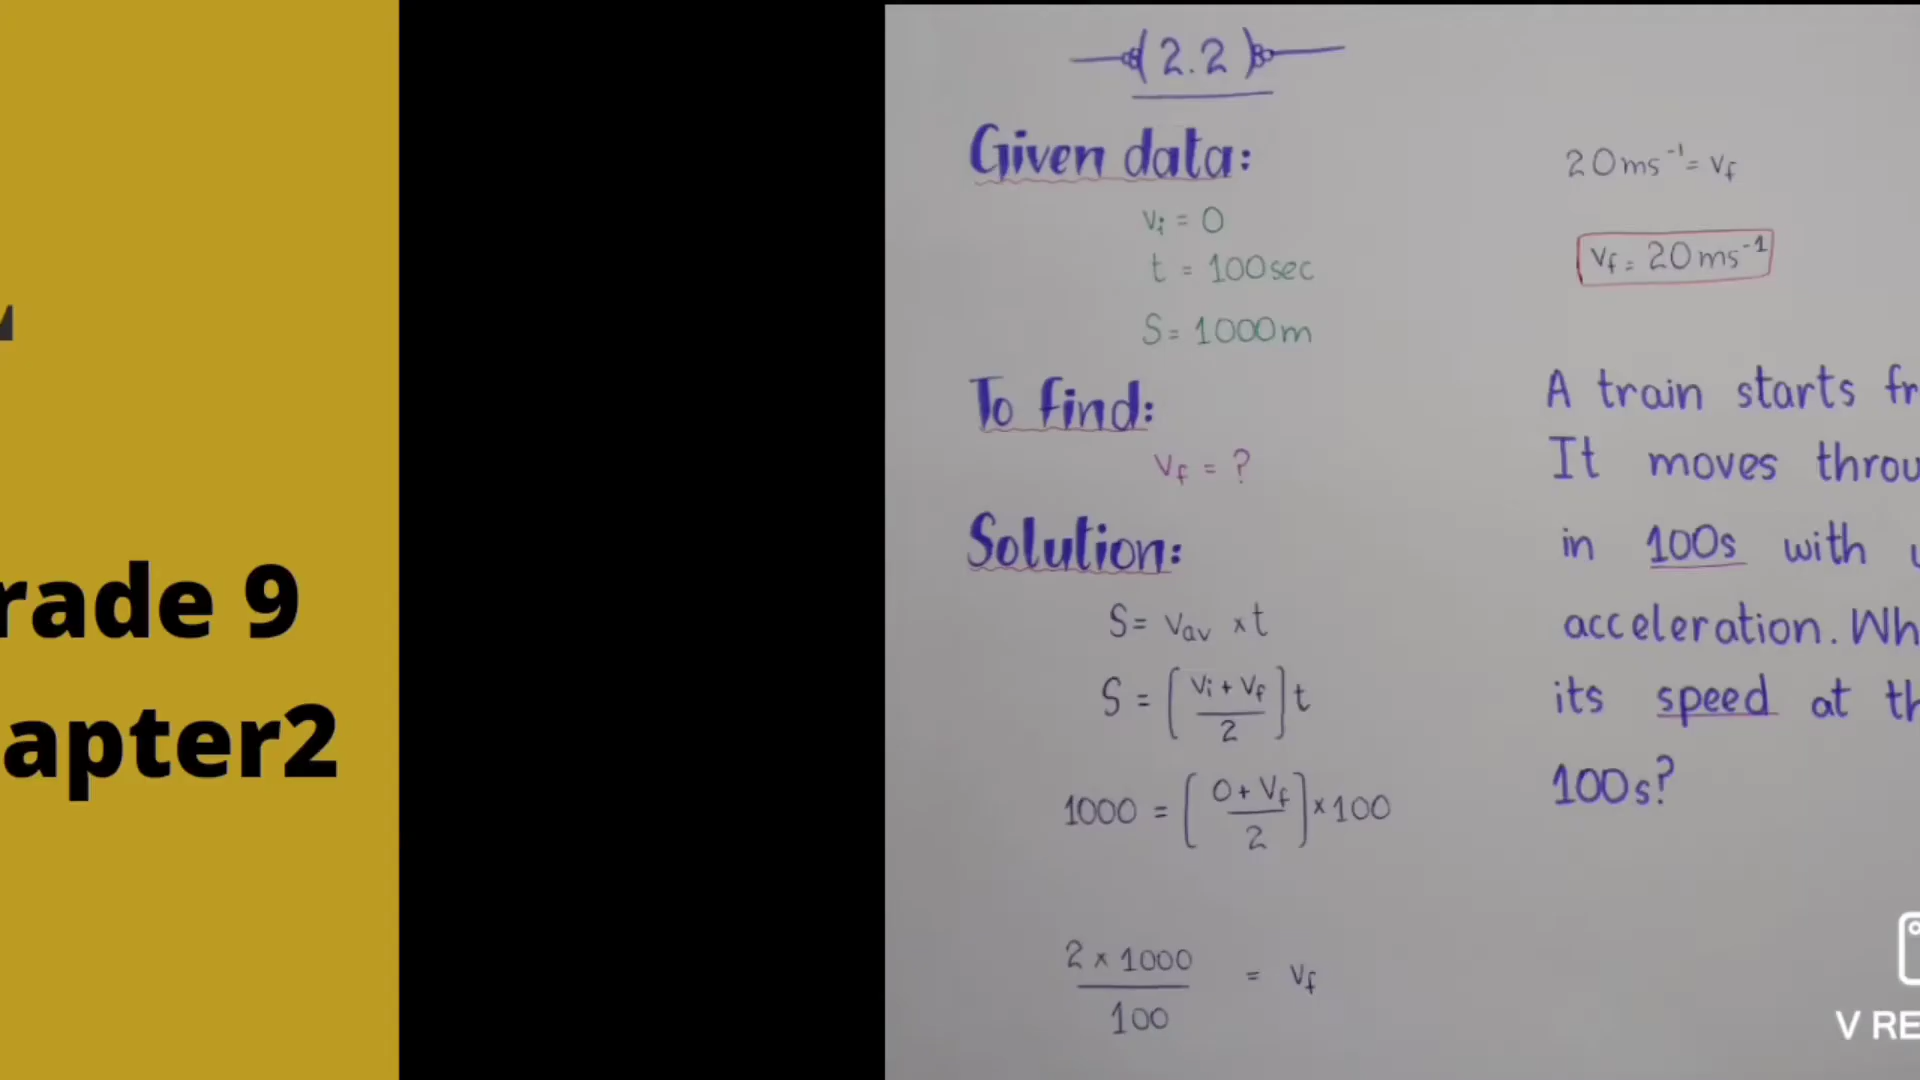 rade 9
apter2
(2.2)
Given data:
vi = 0
t = 100sec
S = 1000m
To find:
vf = ?
Solution:
S = vav × t
S = [vi + vf / 2] t
1000 = [0 + vf / 2] × 100
2 × 1000 / 100 = vf
20ms⁻¹ = vf
vf = 20ms⁻¹
A train starts fr
It moves throu
in 100s with u
acceleration. Wh
its speed at th
100s?
V RE